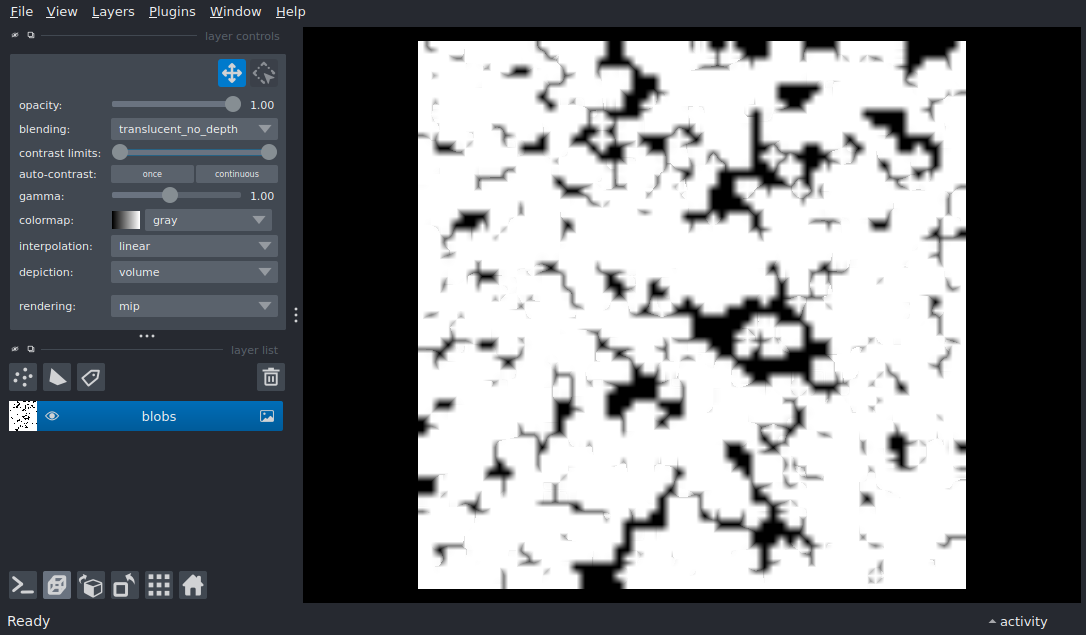 File View Layers Plugins Window Help
layer controls
opacity: 1.00
blending: translucent_no_depth
contrast limits:
auto-contrast: once continuous
gamma: 1.00
colormap: gray
interpolation: linear
depiction: volume
rendering: mip
layer list
blobs
Ready activity